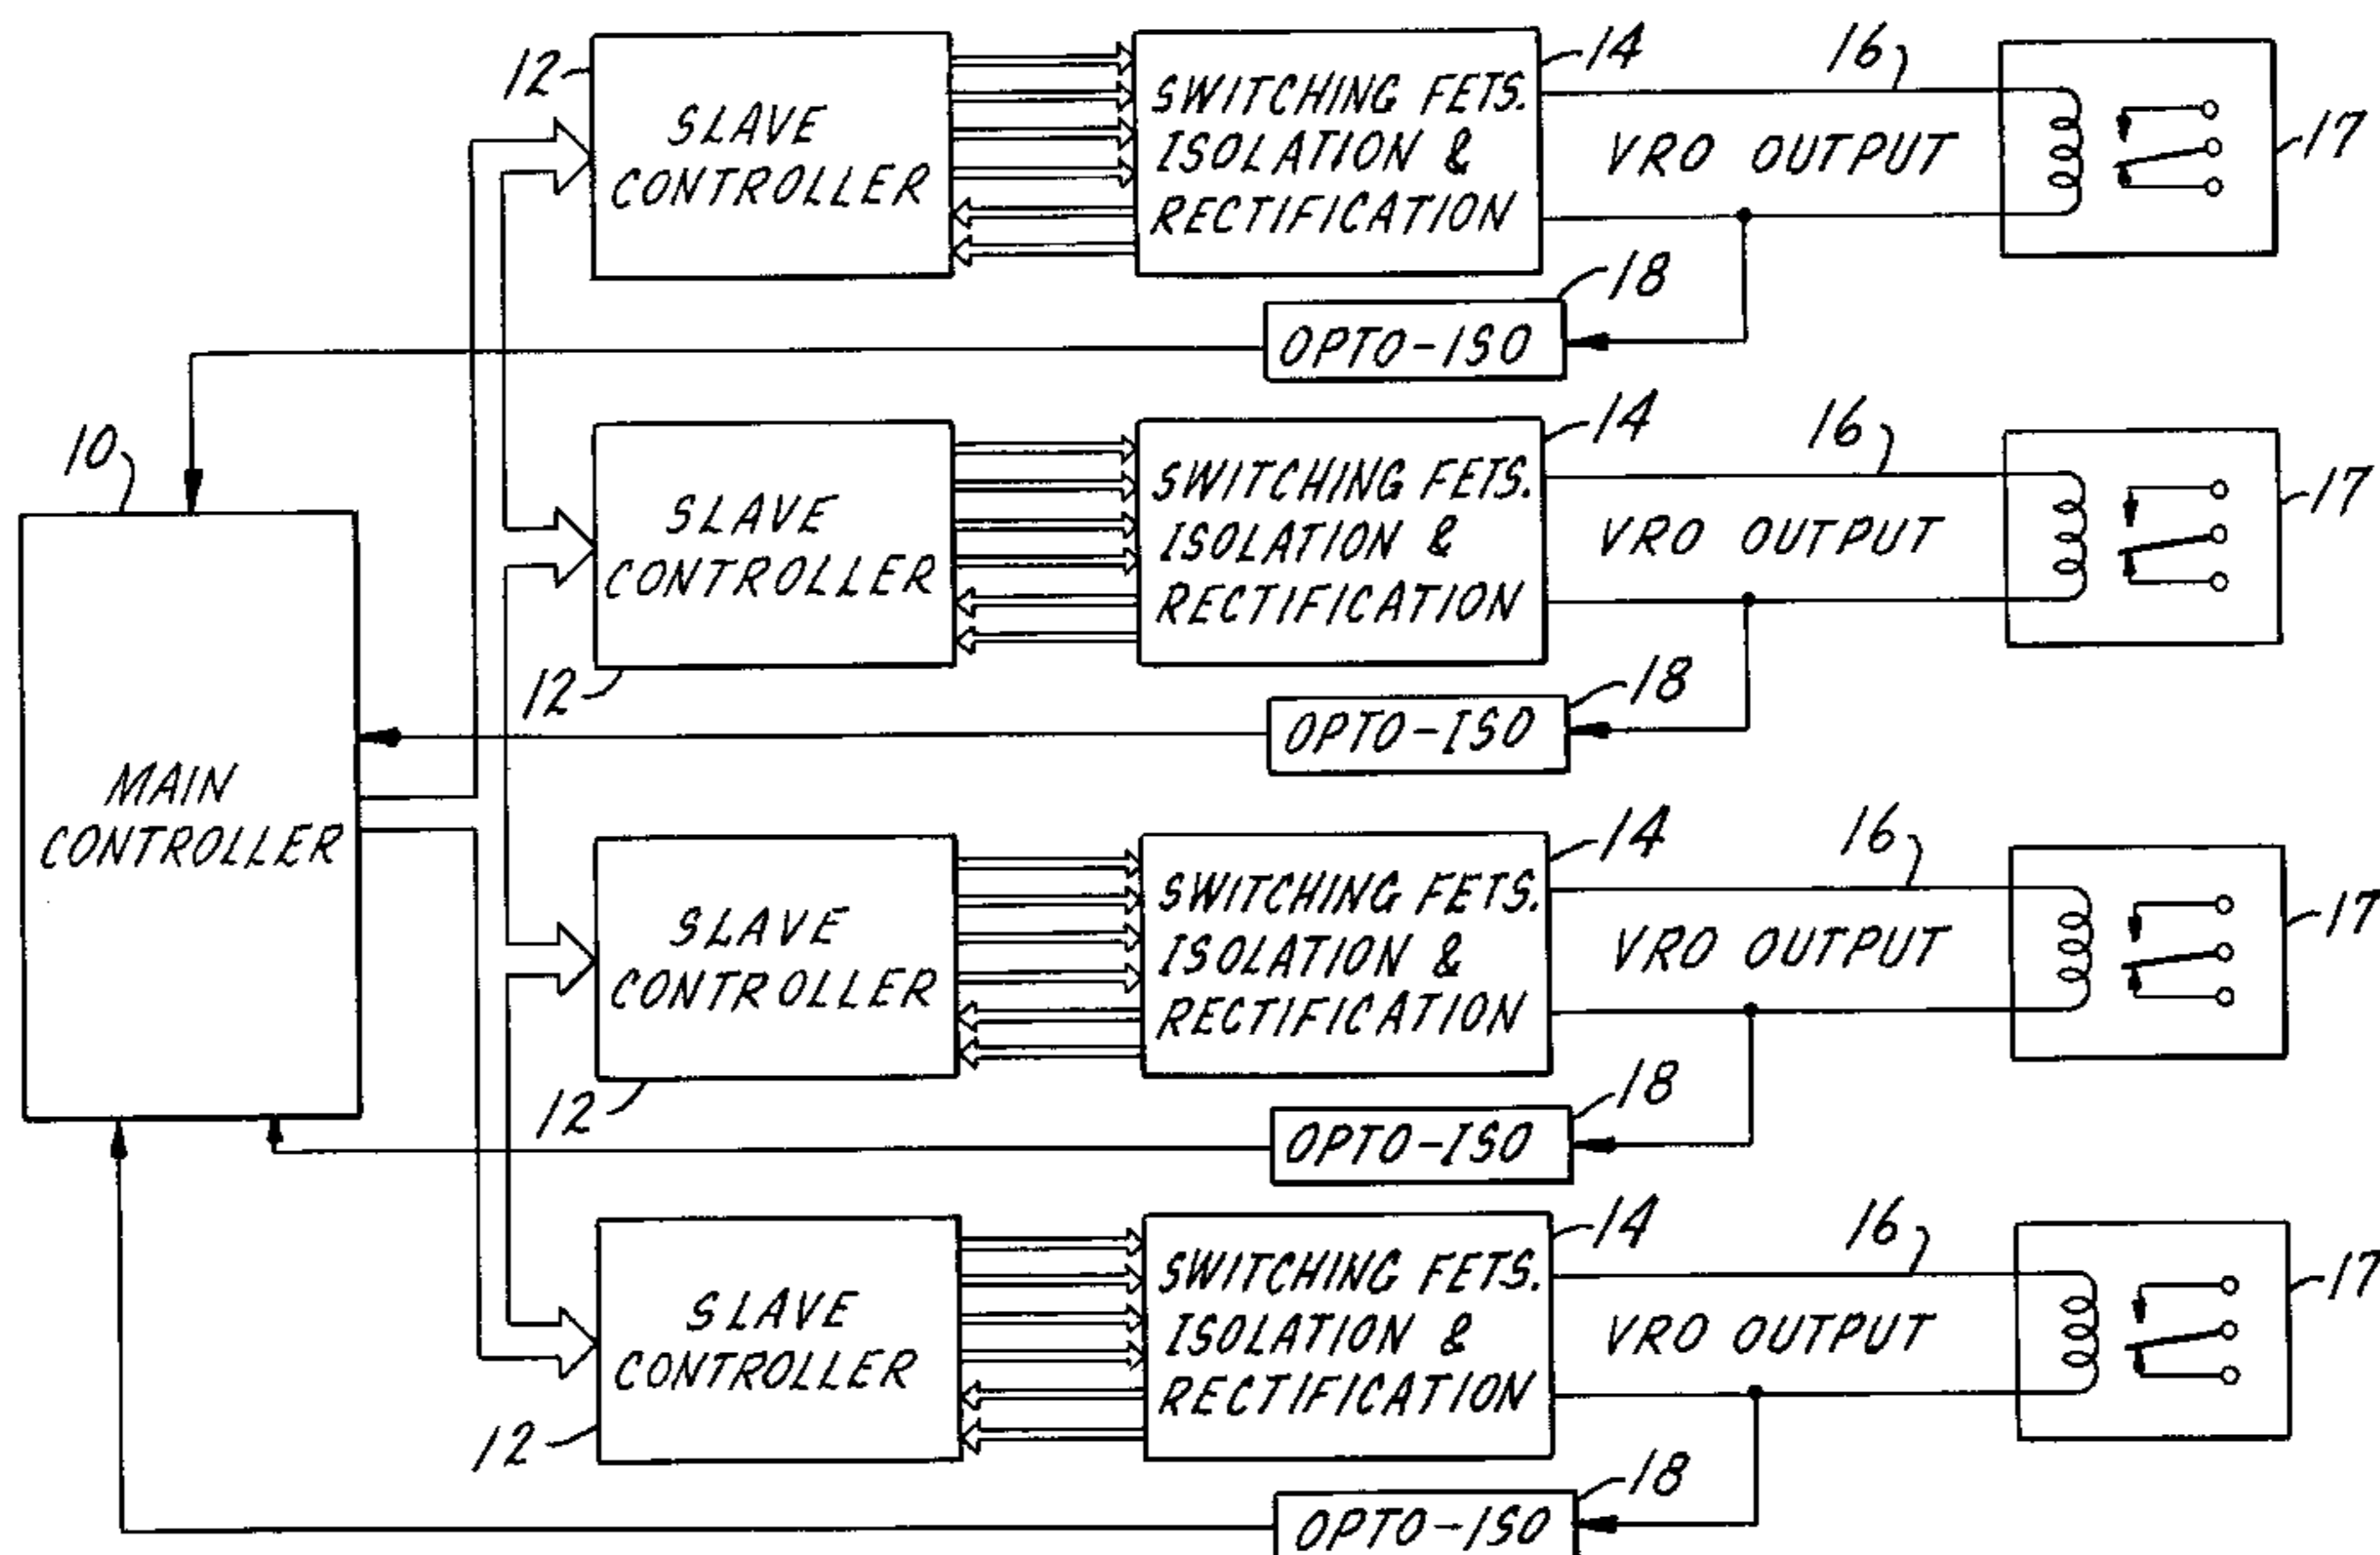 12
SLAVE
CONTROLLER
14
SWITCHING FETS.
ISOLATION &
RECTIFICATION
16
VRO OUTPUT
17
18
OPTO-ISO
10
MAIN
CONTROLLER
12
SLAVE
CONTROLLER
14
SWITCHING FETS.
ISOLATION &
RECTIFICATION
16
VRO OUTPUT
17
18
OPTO-ISO
12
SLAVE
CONTROLLER
14
SWITCHING FETS.
ISOLATION &
RECTIFICATION
16
VRO OUTPUT
17
18
OPTO-ISO
12
SLAVE
CONTROLLER
14
SWITCHING FETS.
ISOLATION &
RECTIFICATION
16
VRO OUTPUT
17
18
OPTO-ISO